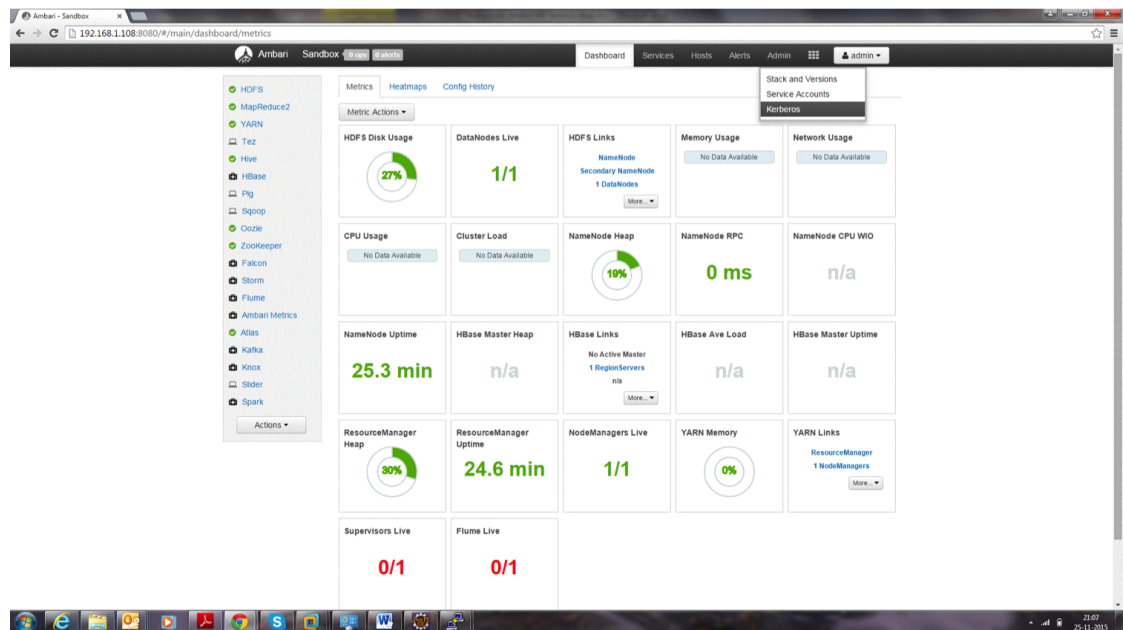 Ambari - Sandbox
192.168.1.108:8080/#/main/dashboard/metrics
Ambari Sandbox 0 ops 0 alerts Dashboard Services Hosts Alerts Admin admin
Stack and Versions
Service Accounts
Kerberos
HDFS
MapReduce2
YARN
Tez
Hive
HBase
Pig
Sqoop
Oozie
ZooKeeper
Falcon
Storm
Flume
Ambari Metrics
Atlas
Kafka
Knox
Slider
Spark
Actions
Metrics Heatmaps Config History
Metric Actions
HDFS Disk Usage
27%
DataNodes Live
1/1
HDFS Links
NameNode
Secondary NameNode
1 DataNodes
More...
Memory Usage
No Data Available
Network Usage
No Data Available
CPU Usage
No Data Available
Cluster Load
No Data Available
NameNode Heap
19%
NameNode RPC
0 ms
NameNode CPU WIO
n/a
NameNode Uptime
25.3 min
HBase Master Heap
n/a
HBase Links
No Active Master
1 RegionServers
n/a
More...
HBase Ave Load
n/a
HBase Master Uptime
n/a
ResourceManager
Heap
30%
ResourceManager
Uptime
24.6 min
NodeManagers Live
1/1
YARN Memory
0%
YARN Links
ResourceManager
1 NodeManagers
More...
Supervisors Live
0/1
Flume Live
0/1
21:07
25-11-2015